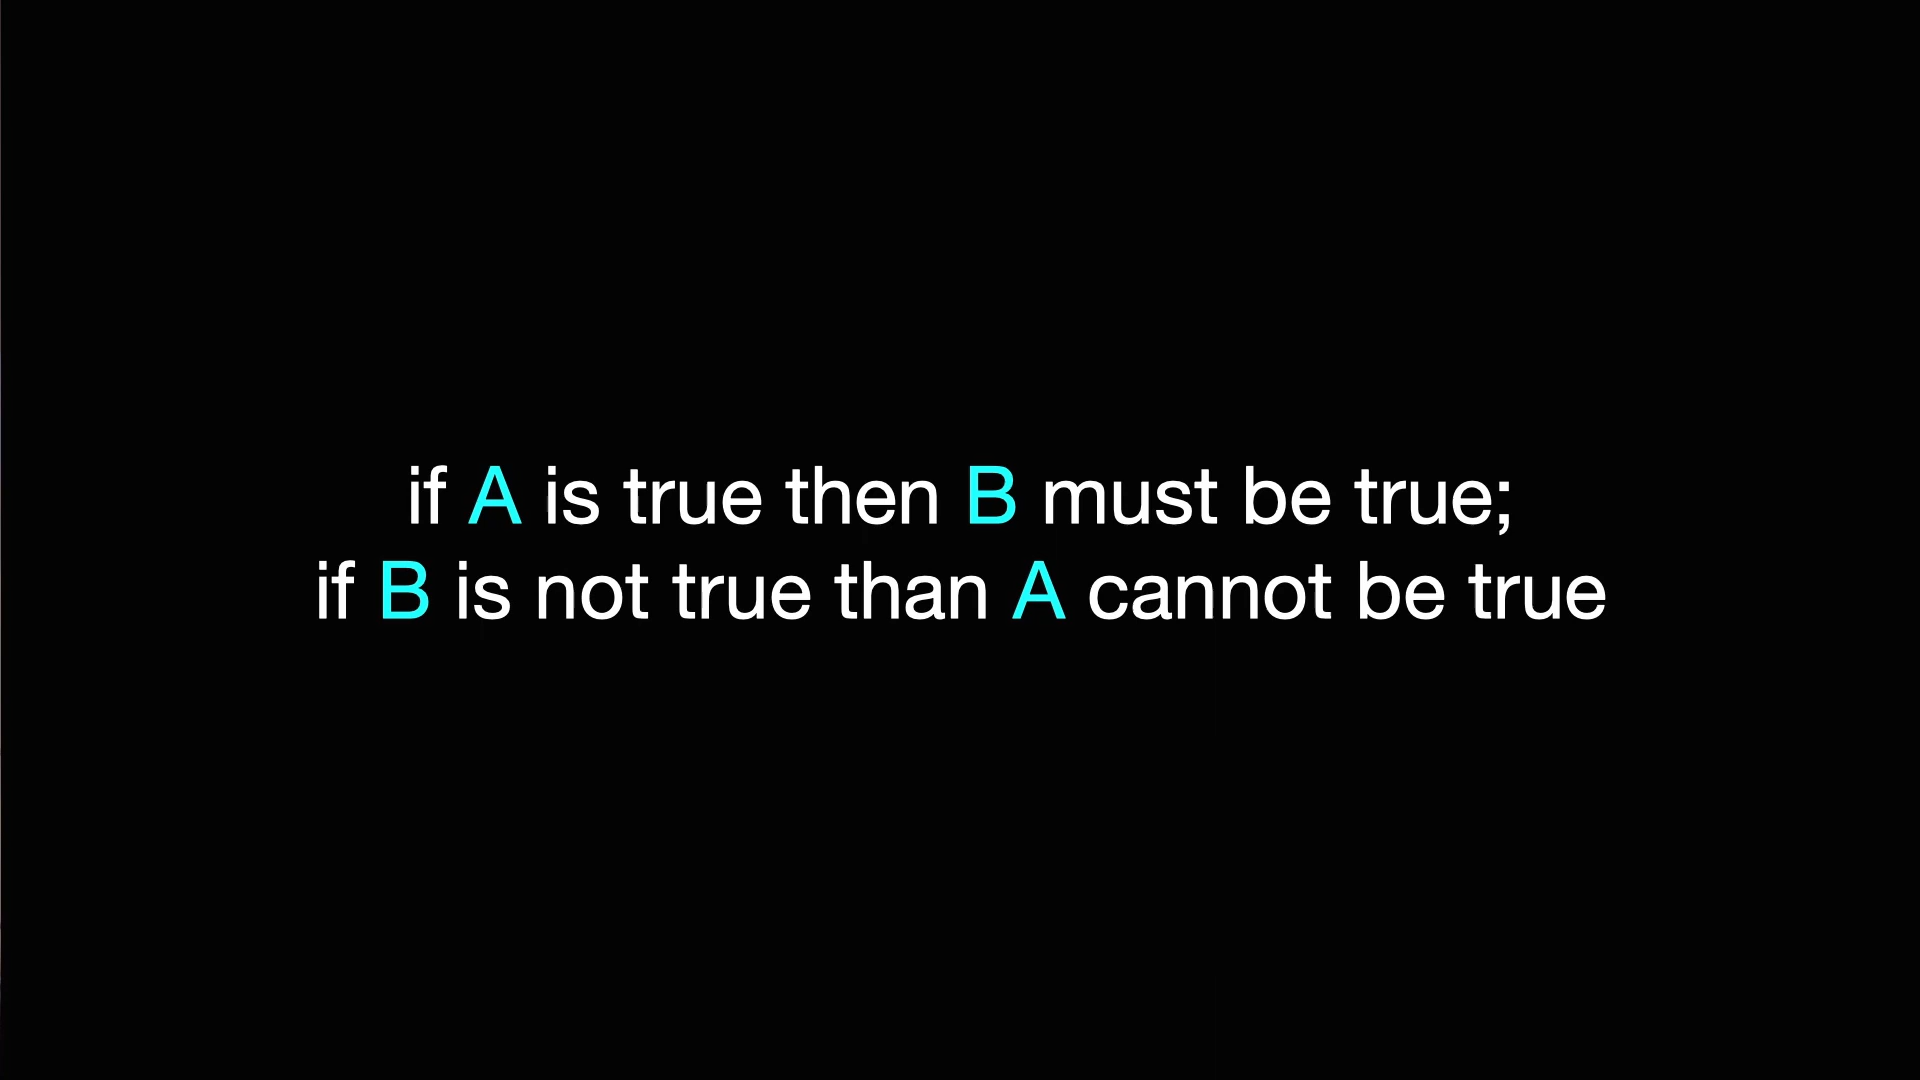 if A is true then B must be true;
if B is not true than A cannot be true